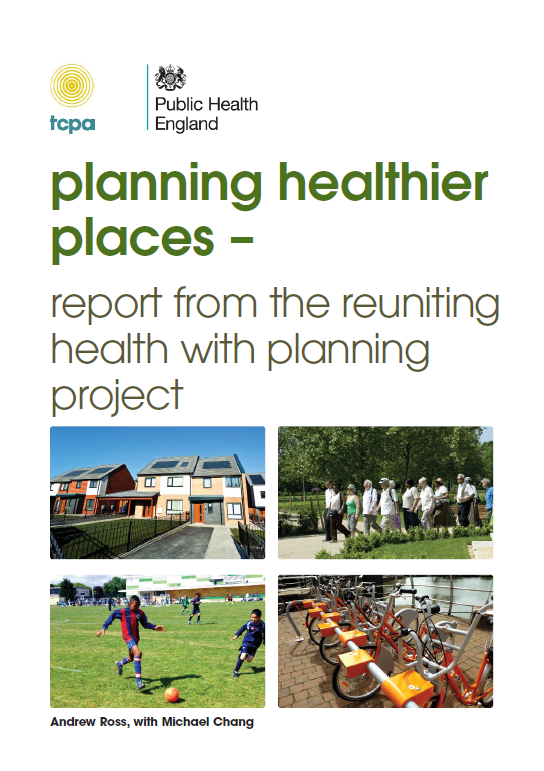 tcpa
Public Health
England
planning healthier
places –
report from the reuniting
health with planning
project
Andrew Ross, with Michael Chang